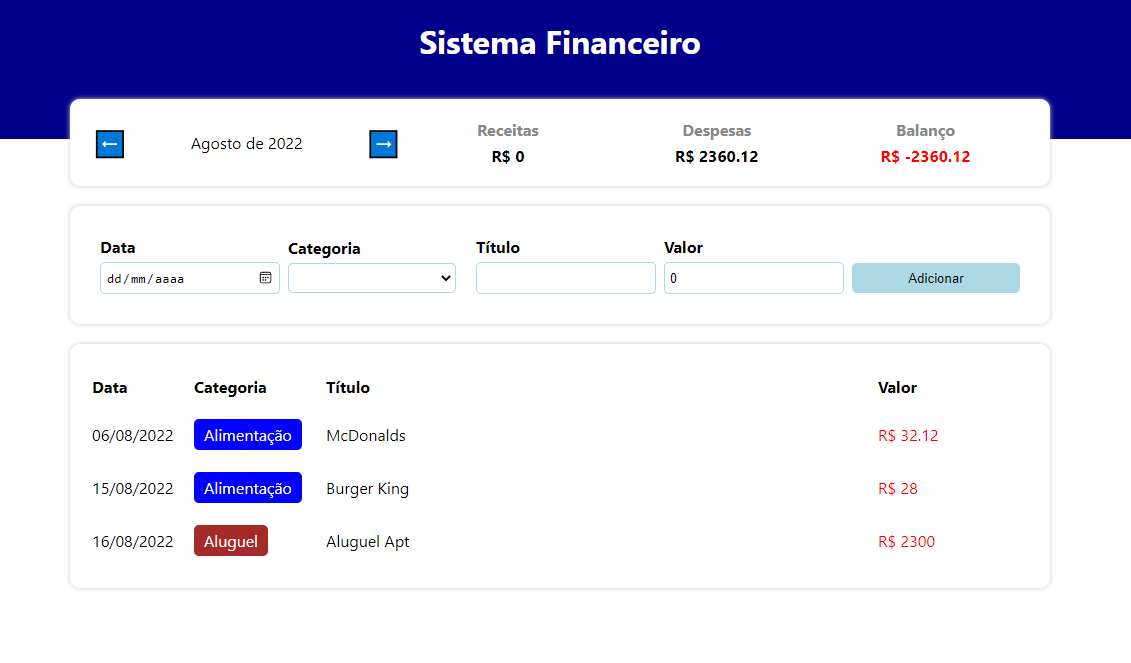 Sistema Financeiro
← Agosto de 2022 →
Receitas Despesas Balanço
R$ 0 R$ 2360.12 R$ -2360.12
Data Categoria Título Valor
dd/mm/aaaa 0 Adicionar
Data Categoria Título Valor
06/08/2022 Alimentação McDonalds R$ 32.12
15/08/2022 Alimentação Burger King R$ 28
16/08/2022 Aluguel Aluguel Apt R$ 2300